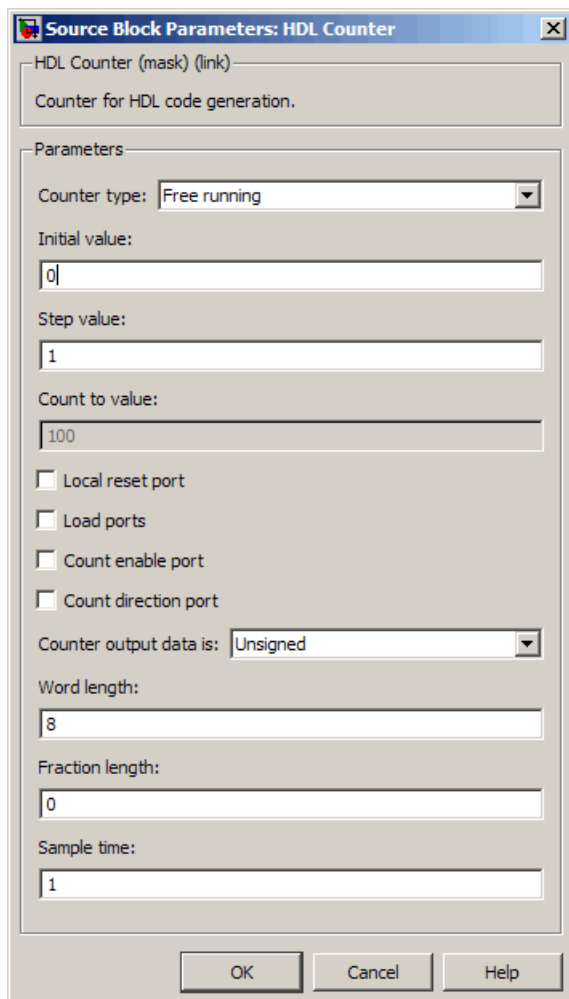 Source Block Parameters: HDL Counter
HDL Counter (mask) (link)
Counter for HDL code generation.
Parameters
Counter type: Free running
Initial value:
0
Step value:
1
Count to value:
100
Local reset port
Load ports
Count enable port
Count direction port
Counter output data is: Unsigned
Word length:
8
Fraction length:
0
Sample time:
1
OK Cancel Help